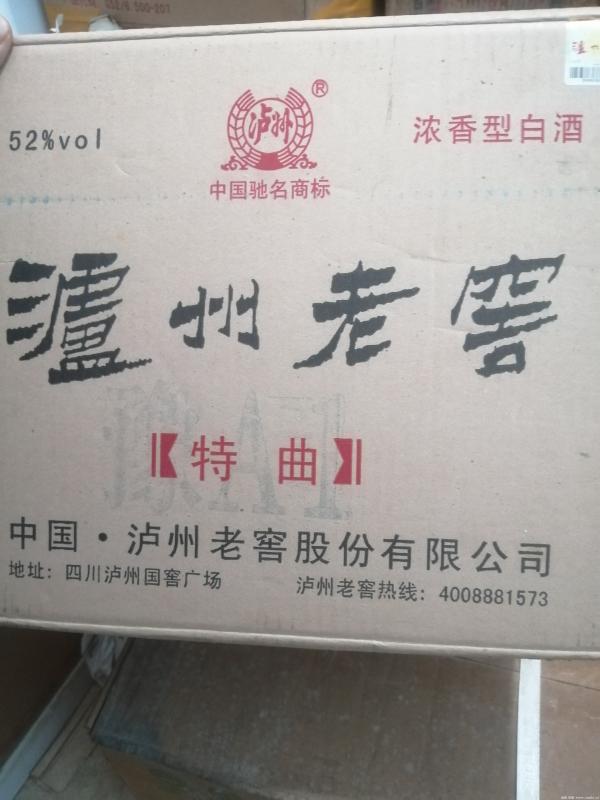 52%vol
泸州
®
中国驰名商标
浓香型白酒
瀘州老窖
【特曲】
中国·泸州老窖股份有限公司
地址:四川泸州国窖广场
泸州老窖热线:4008881573